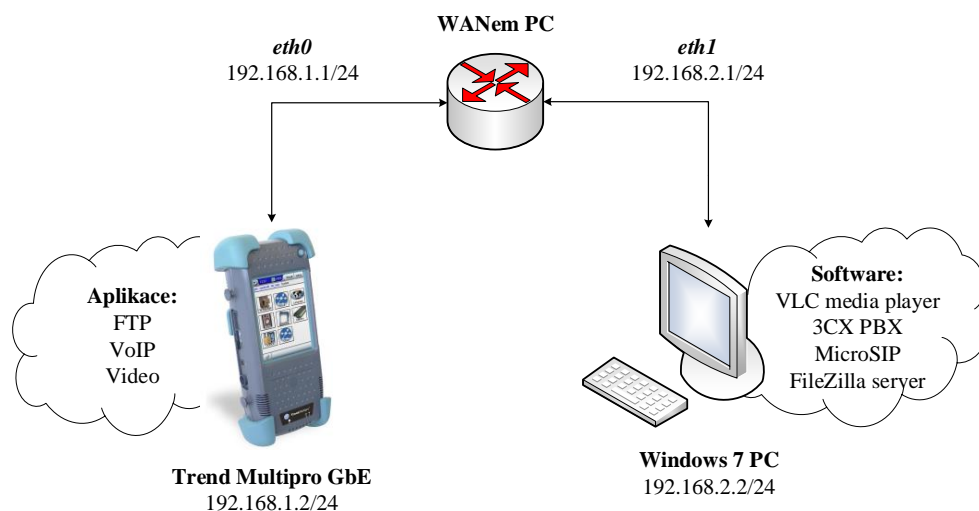 WANem PC
eth0
192.168.1.1/24
eth1
192.168.2.1/24
Aplikace:
FTP
VoIP
Video
Software:
VLC media player
3CX PBX
MicroSIP
FileZilla server
Trend Multipro GbE
192.168.1.2/24
Windows 7 PC
192.168.2.2/24